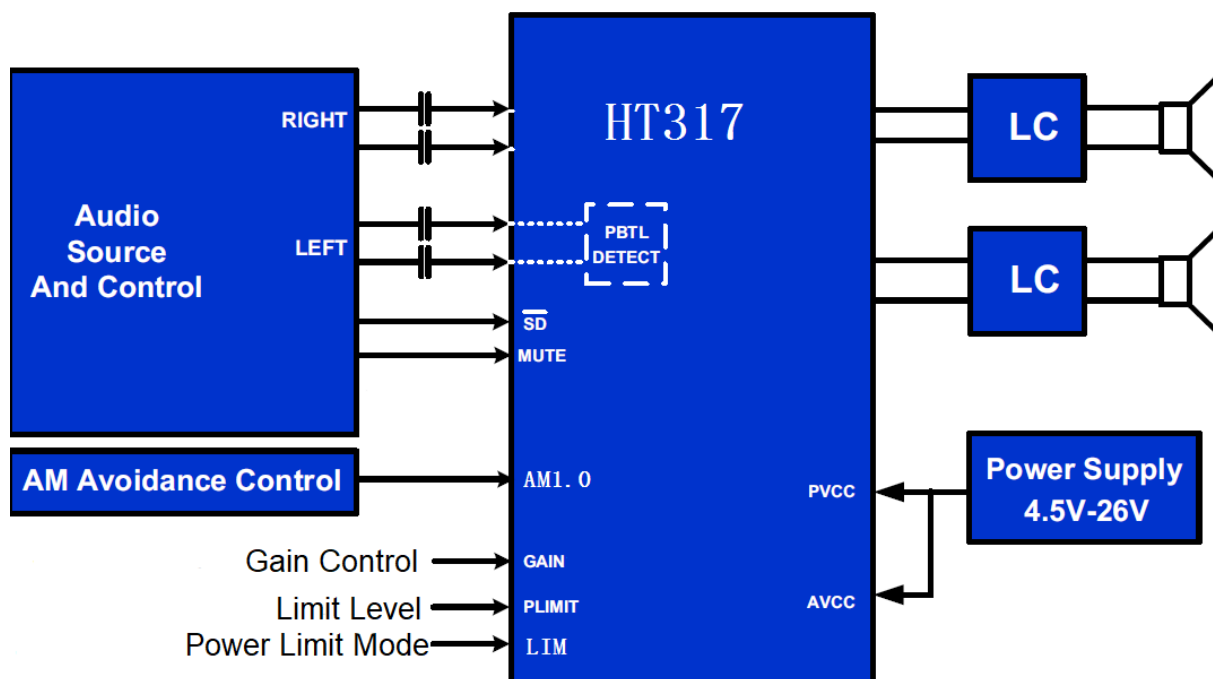 HT317
RIGHT
LEFT
Audio
Source
And Control
PBTL
DETECT
SD
MUTE
LC
LC
AM Avoidance Control
AM1.0
Gain Control
GAIN
Limit Level
PLIMIT
Power Limit Mode
LIM
PVCC
AVCC
Power Supply
4.5V-26V